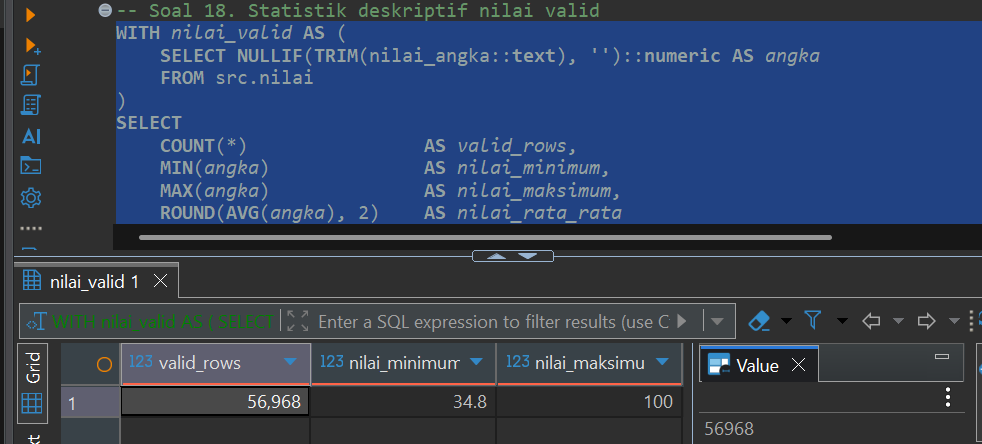 -- Soal 18. Statistik deskriptif nilai valid
WITH nilai_valid AS (
SELECT NULLIF(TRIM(nilai_angka::text), '')::numeric AS angka
FROM src.nilai
)
SELECT
COUNT(*) AS valid_rows,
MIN(angka) AS nilai_minimum,
MAX(angka) AS nilai_maksimum,
ROUND(AVG(angka), 2) AS nilai_rata_rata
AI
nilai_valid 1
WITH nilai_valid AS ( SELECT
Enter a SQL expression to filter results (use C
Grid
123 valid_rows 123 nilai_minimum 123 nilai_maksimu
Value
1 56,968 34.8 100
56968